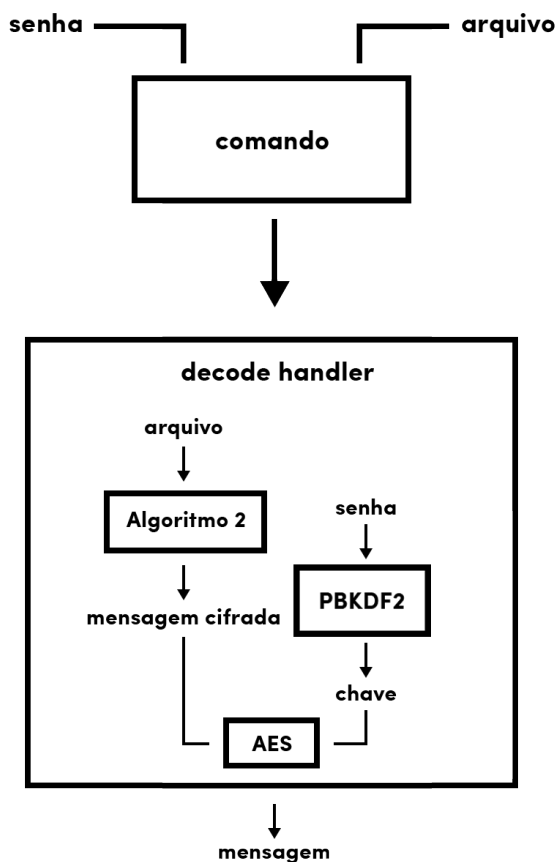 senha
arquivo
comando
decode handler
arquivo
Algoritmo 2
senha
PBKDF2
mensagem cifrada
chave
AES
mensagem